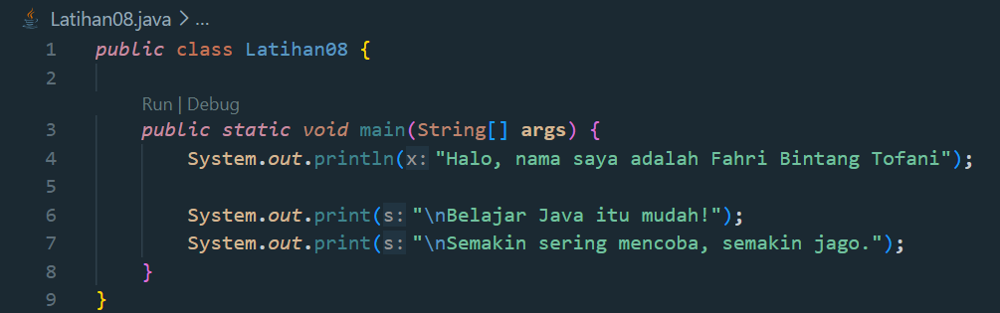 Latihan08.java > ...
1 public class Latihan08 {
2
Run | Debug
3 public static void main(String[] args) {
4 System.out.println(x: "Halo, nama saya adalah Fahri Bintang Tofani");
5
6 System.out.print(s: "\nBelajar Java itu mudah!");
7 System.out.print(s: "\nSemakin sering mencoba, semakin jago.");
8 }
9 }